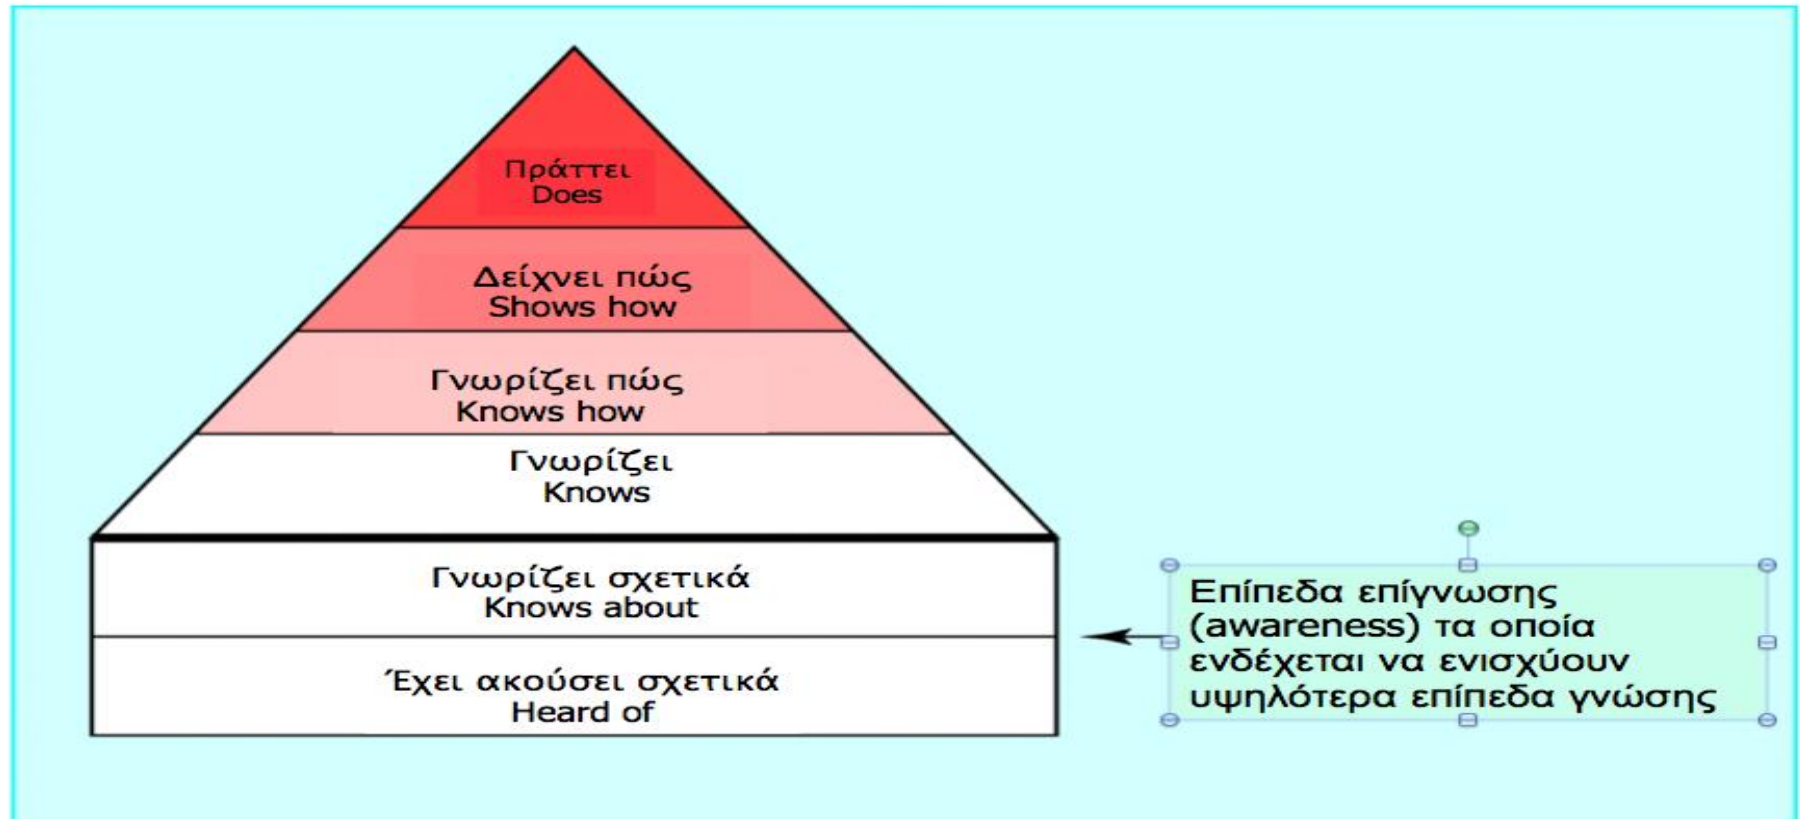 Πράττει
Does
Δείχνει πώς
Shows how
Γνωρίζει πώς
Knows how
Γνωρίζει
Knows
Γνωρίζει σχετικά
Knows about
Έχει ακούσει σχετικά
Heard of
Επίπεδα επίγνωσης
(awareness) τα οποία
ενδέχεται να ενισχύουν
υψηλότερα επίπεδα γνώσης